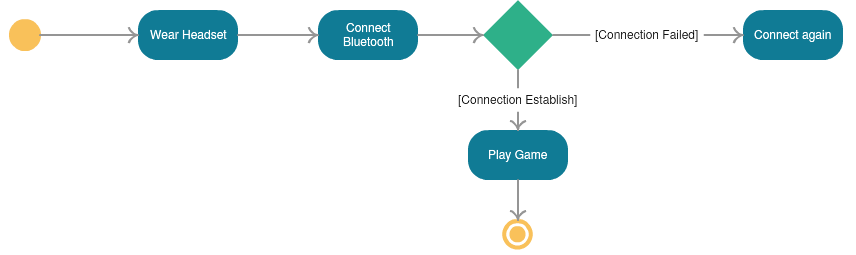 Wear Headset
Connect
Bluetooth
[Connection Failed]
Connect again
[Connection Establish]
Play Game